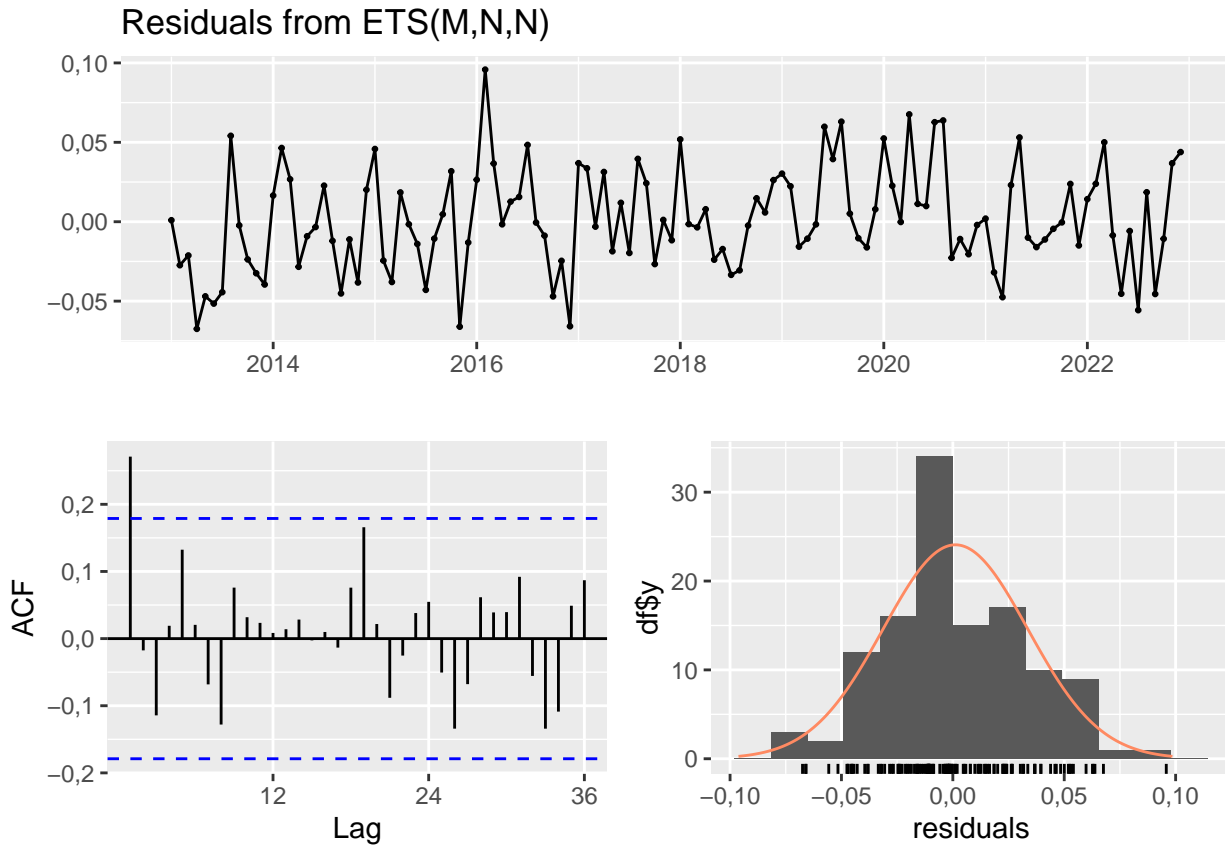 Residuals from ETS(M,N,N)
0,10
0,05
0,00
−0,05
2014 2016 2018 2020 2022
ACF
0,2
0,1
0,0
−0,1
−0,2
12 24 36
Lag
df$y
30
20
10
0
−0,10 −0,05 0,00 0,05 0,10
residuals